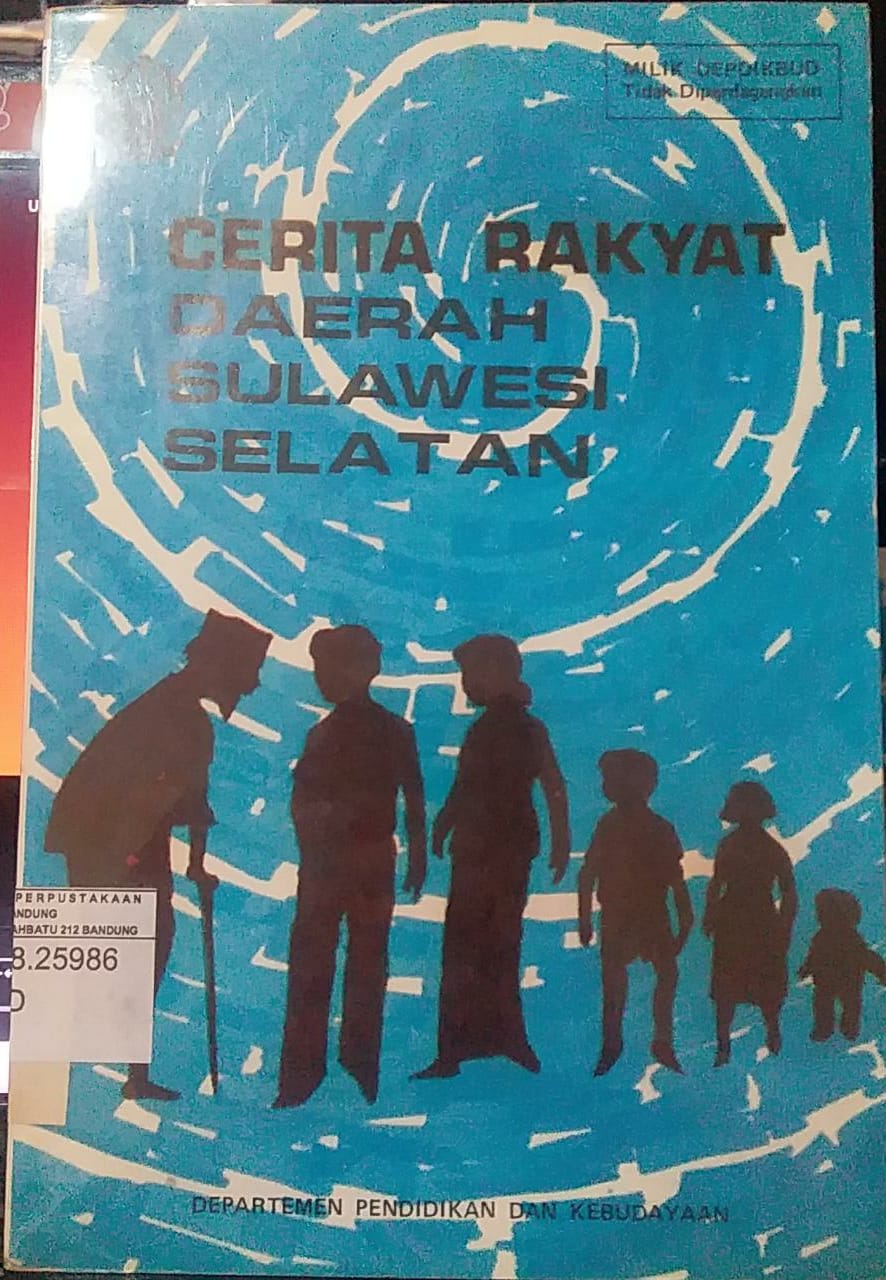 MILIK DEPDIKBUD
Tidak Diperdagangkan
CERITA RAKYAT
DAERAH
SULAWESI
SELATAN
PERPUSTAKAAN
ANDUNG
AHBATU 212 BANDUNG
8.25986
D
DEPARTEMEN PENDIDIKAN DAN KEBUDAYAAN